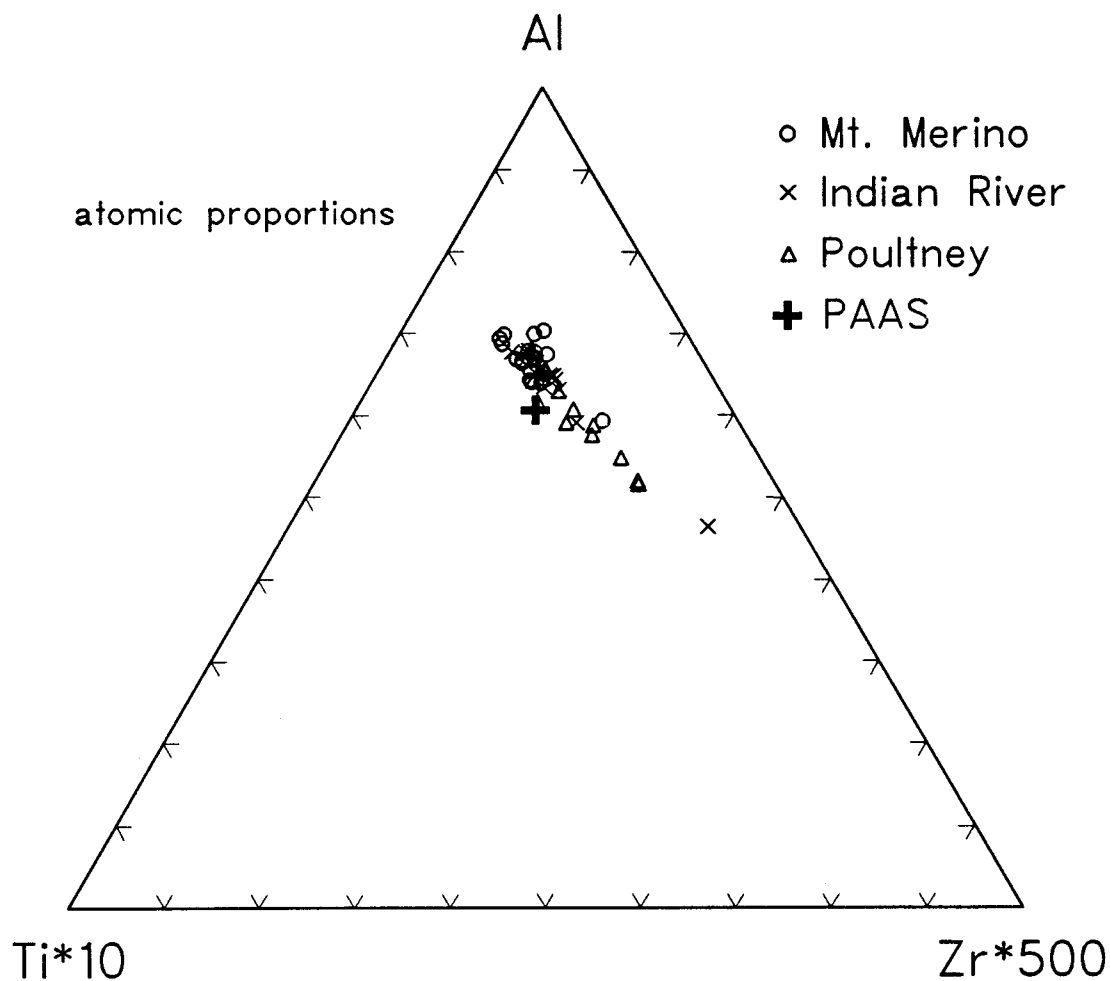 Al
Mt. Merino
Indian River
atomic proportions
Poultney
PAAS
Ti*10
Zr*500